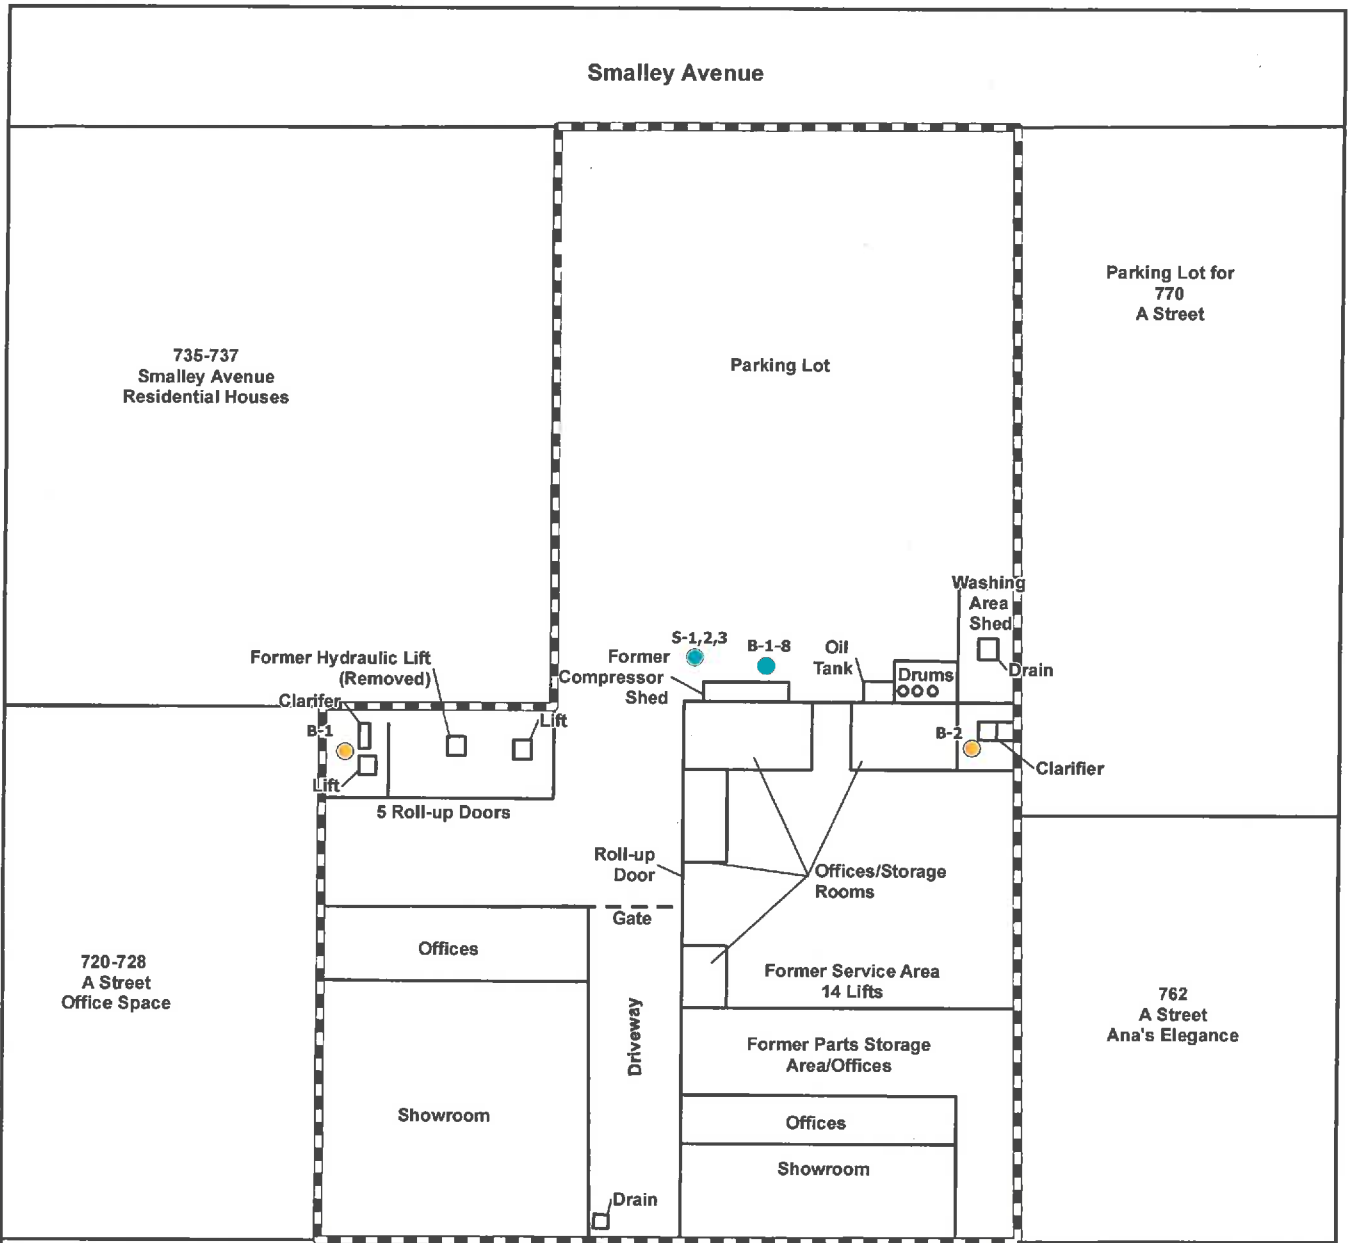 Smalley Avenue
Parking Lot for
770
A Street
735-737
Smalley Avenue
Residential Houses
Parking Lot
Washing
Area
Shed
Drain
S-1,2,3
B-1-8
Oil
Tank
Drums
Former
Compressor
Shed
Former Hydraulic Lift
(Removed)
Clarifer
B-1
Lift
Lift
B-2
Clarifier
5 Roll-up Doors
Roll-up
Door
Offices/Storage
Rooms
Gate
Offices
720-728
A Street
Office Space
Former Service Area
14 Lifts
762
A Street
Ana's Elegance
Driveway
Former Parts Storage
Area/Offices
Showroom
Offices
Showroom
Drain